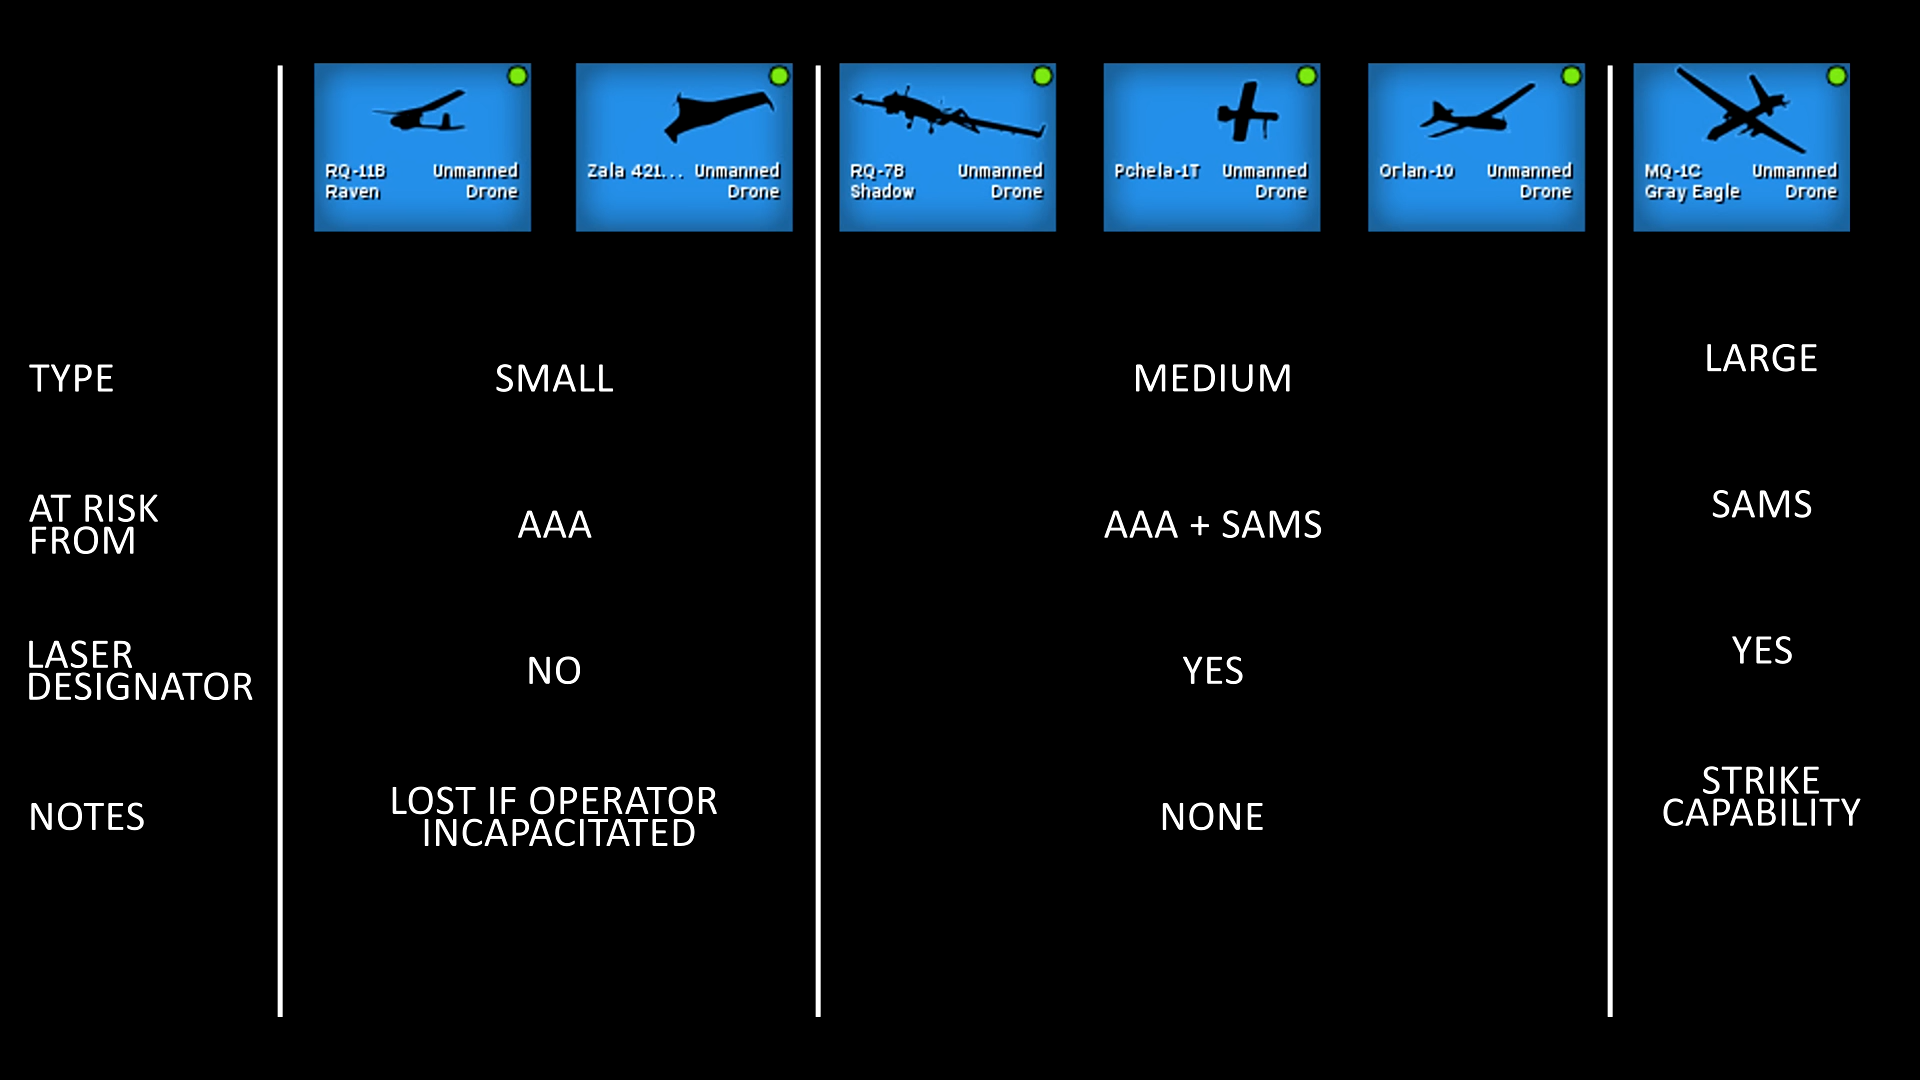 RQ-11B Unmanned
Raven Drone
Zala 421... Unmanned
Drone
RQ-7B Unmanned
Shadow Drone
Pchela-1T Unmanned
Drone
Orlan-10 Unmanned
Drone
MQ-1C Unmanned
Gray Eagle Drone
TYPE
SMALL
MEDIUM
LARGE
AT RISK
FROM
AAA
AAA + SAMS
SAMS
LASER
DESIGNATOR
NO
YES
YES
NOTES
LOST IF OPERATOR
INCAPACITATED
NONE
STRIKE
CAPABILITY